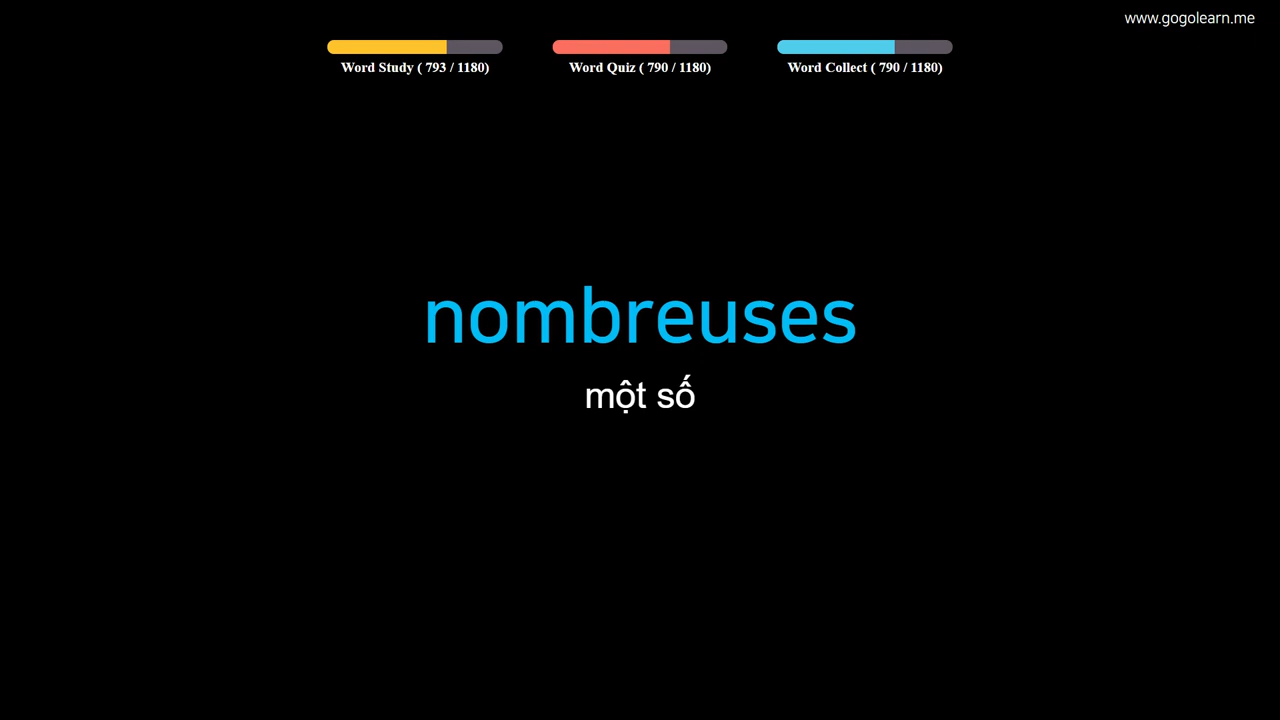 www.gogolearn.me
Word Study ( 793 / 1180)
Word Quiz ( 790 / 1180)
Word Collect ( 790 / 1180)
nombreuses
một số